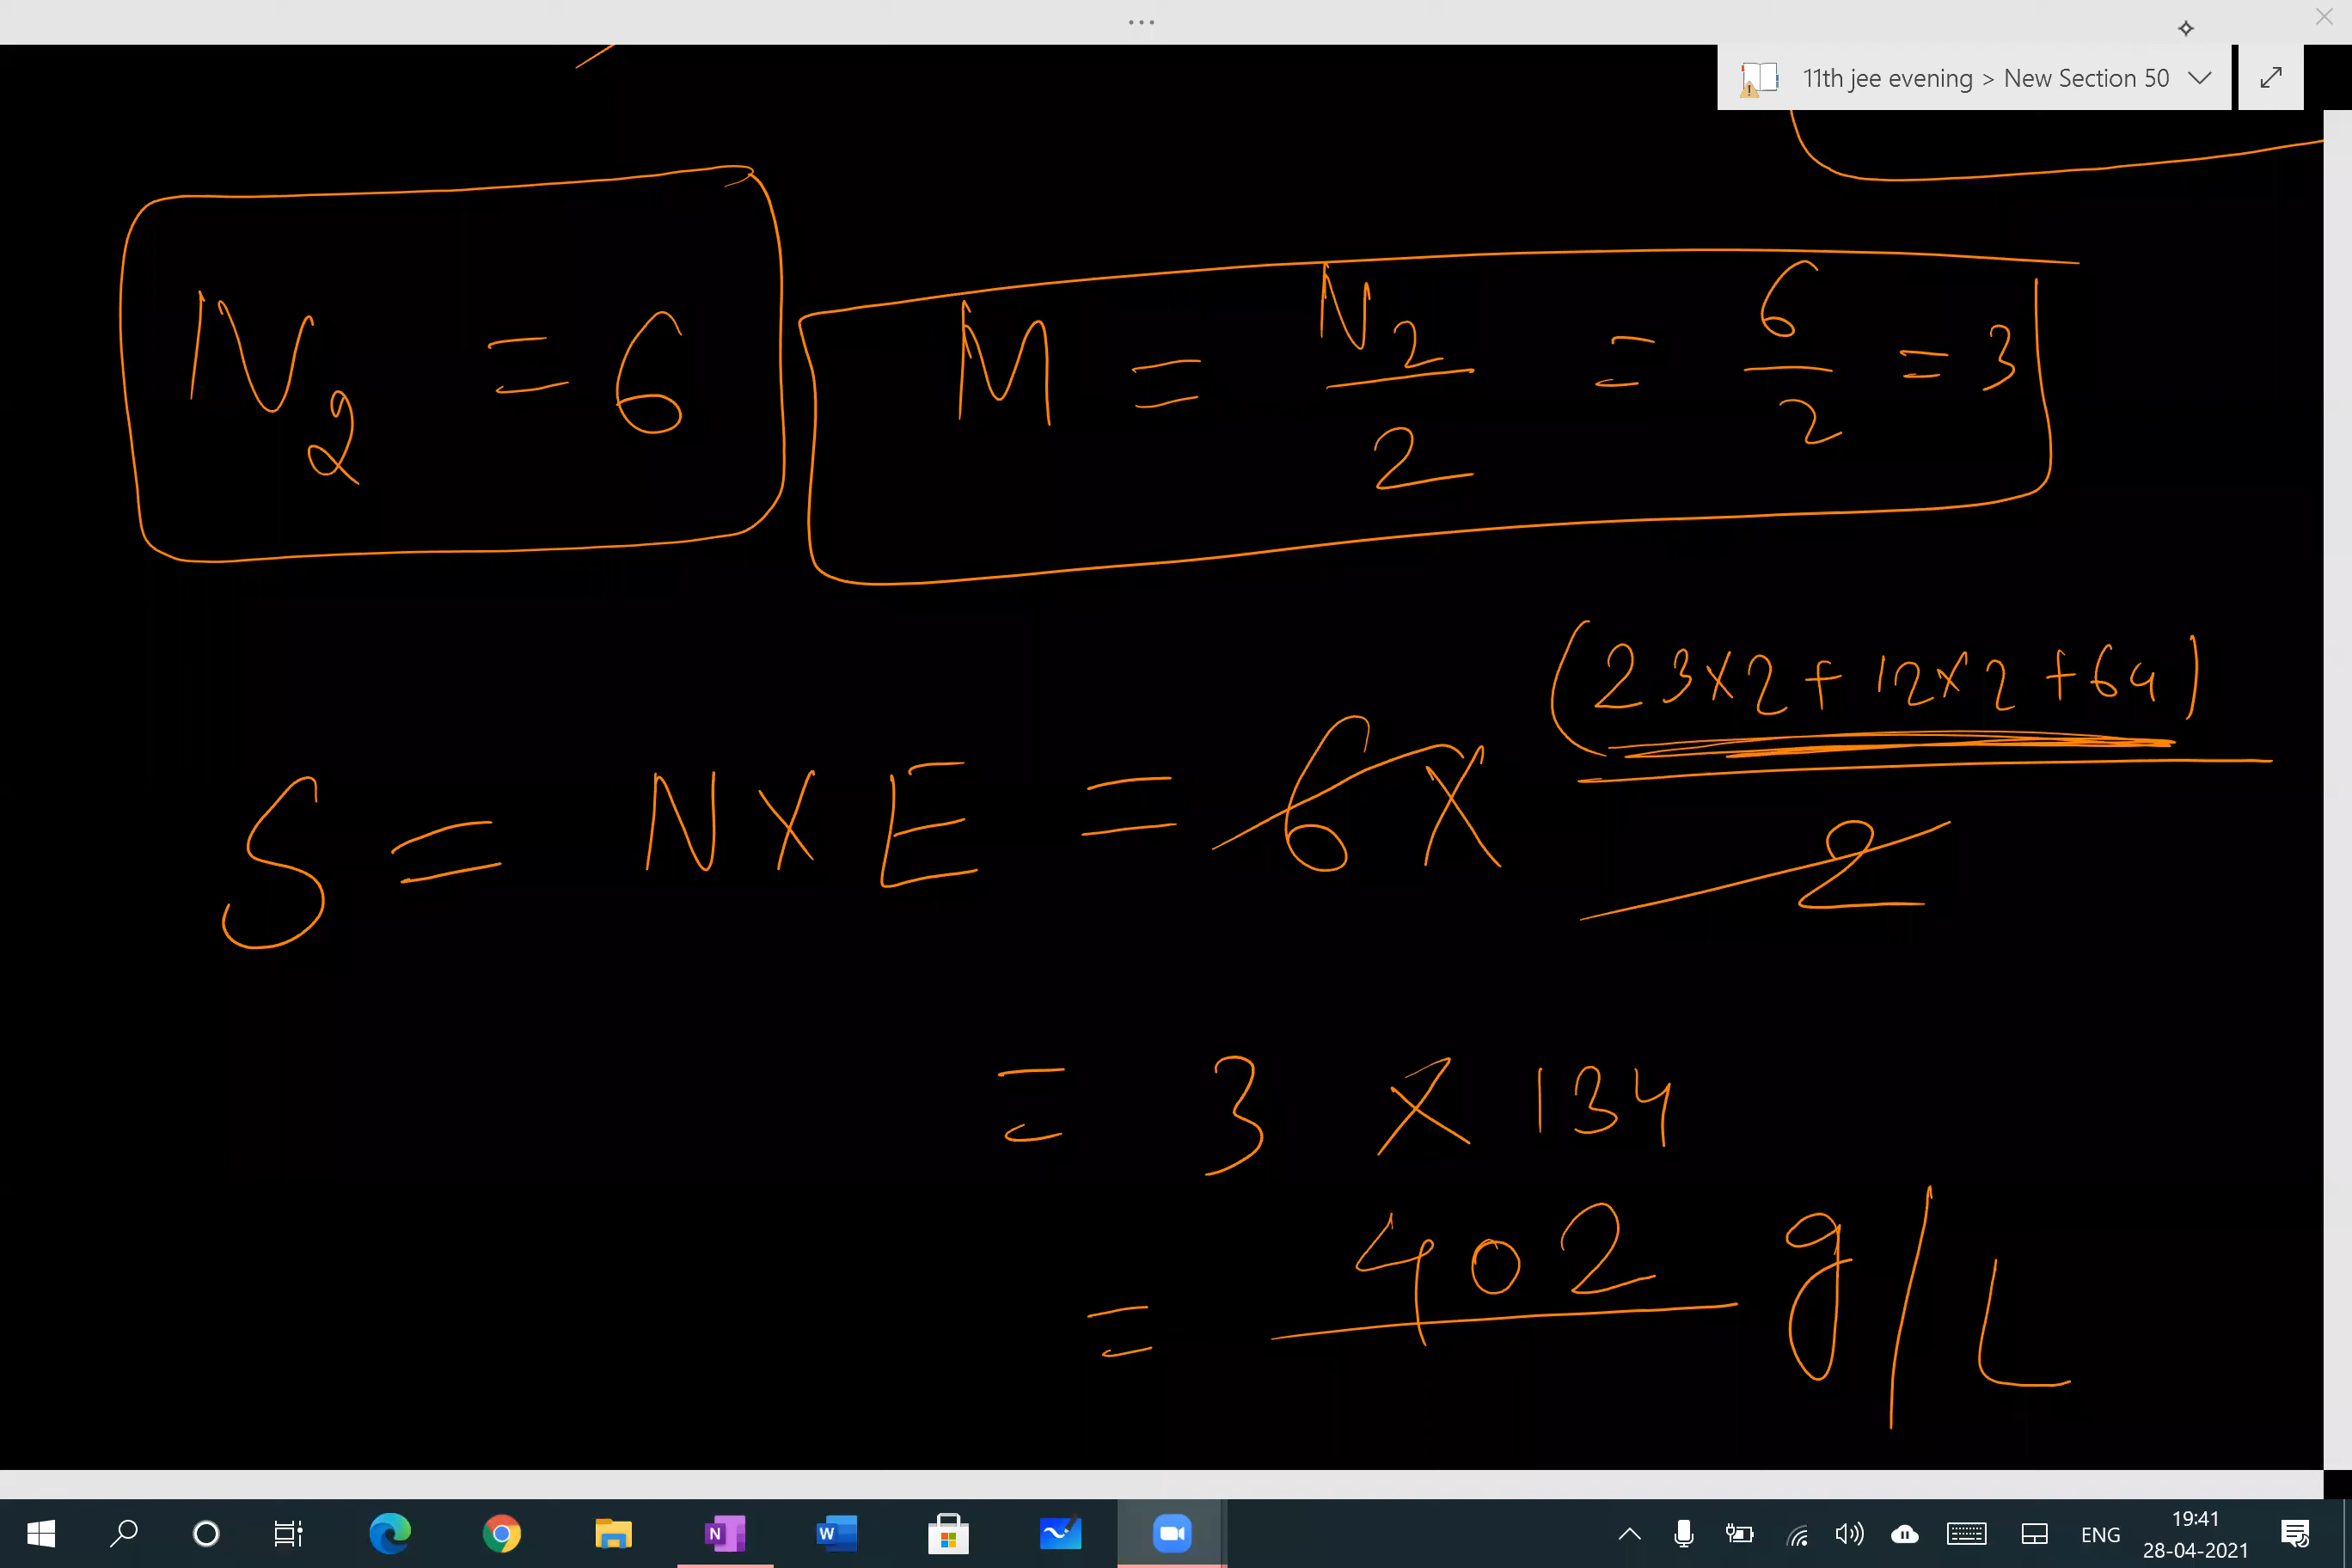 11th jee evening > New Section 50
N₂ = 6
M = N₂/2 = 6/2 = 3
S = N × E = 6 × (23×2 + 12×2 + 64)/2
= 3 × 134
= 402 g/L
ENG
19:41
28-04-2021